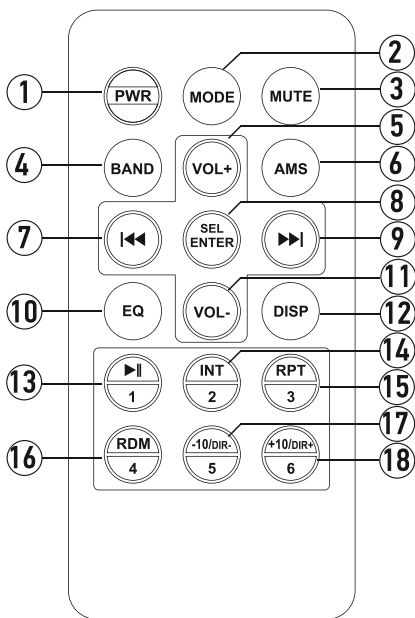 2
1 PWR MODE MUTE 3
5
4 BAND VOL+ AMS 6
8
7 SEL 9
ENTER
11
10 EQ VOL- DISP 12
14
13 INT RPT 15
1 2 3
17
16 RDM -10/DIR- +10/DIR+ 18
4 5 6